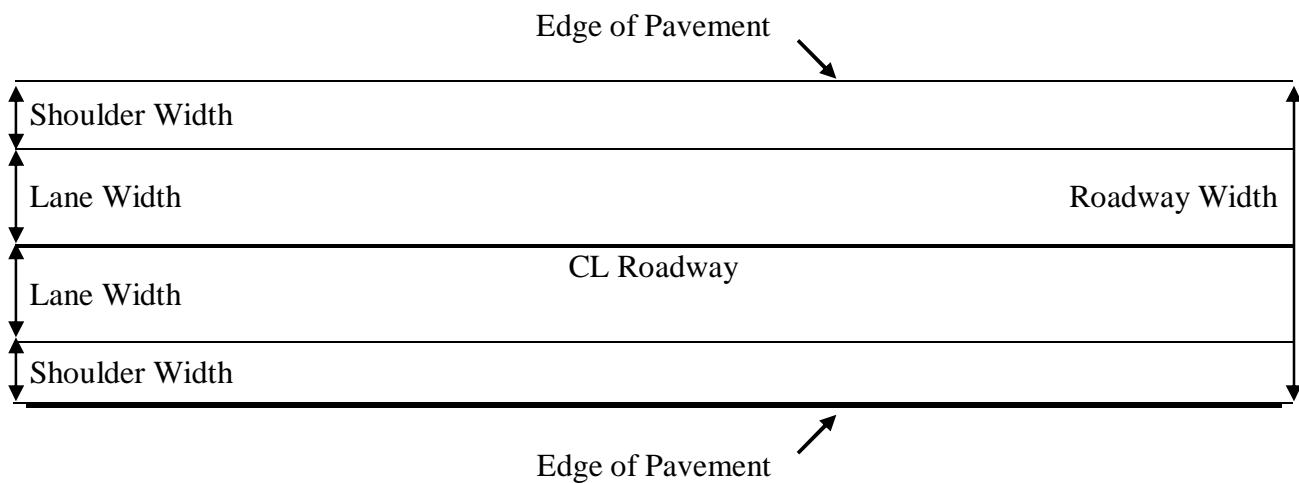 Edge of Pavement
Shoulder Width
Lane Width
Roadway Width
CL Roadway
Lane Width
Shoulder Width
Edge of Pavement